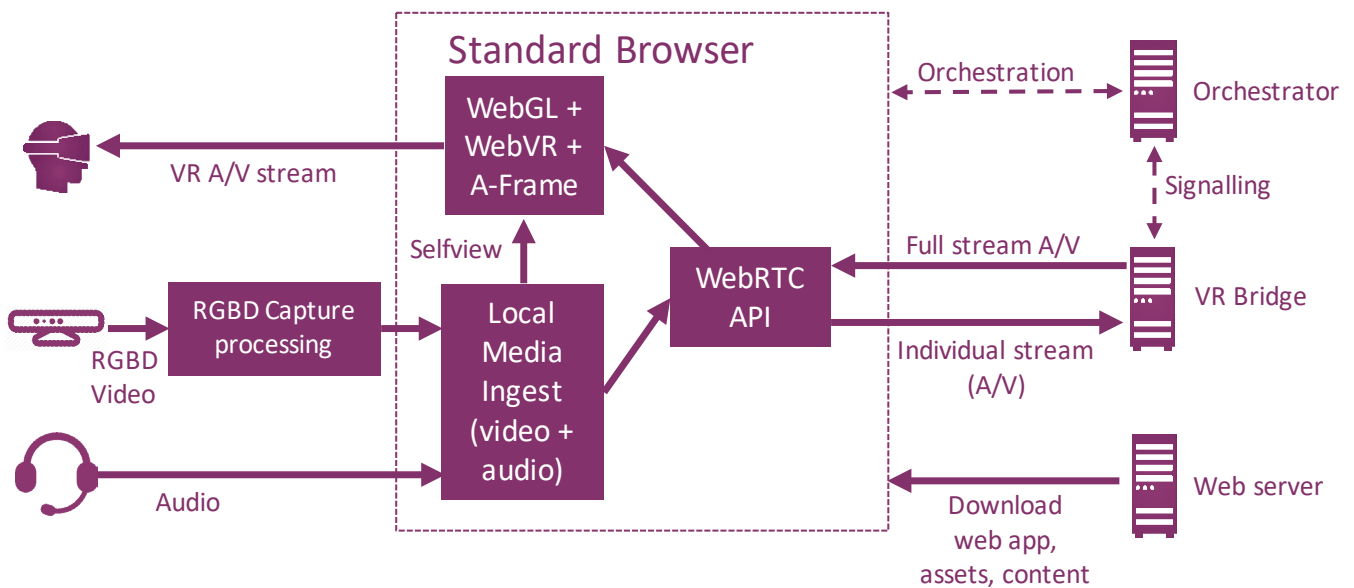 Standard Browser
WebGL +
WebVR +
A-Frame
VR A/V stream
Selfview
RGBD Capture
processing
RGBD
Video
Local
Media
Ingest
(video +
audio)
Audio
WebRTC
API
Orchestration
Orchestrator
Signalling
Full stream A/V
VR Bridge
Individual stream
(A/V)
Web server
Download
web app,
assets, content